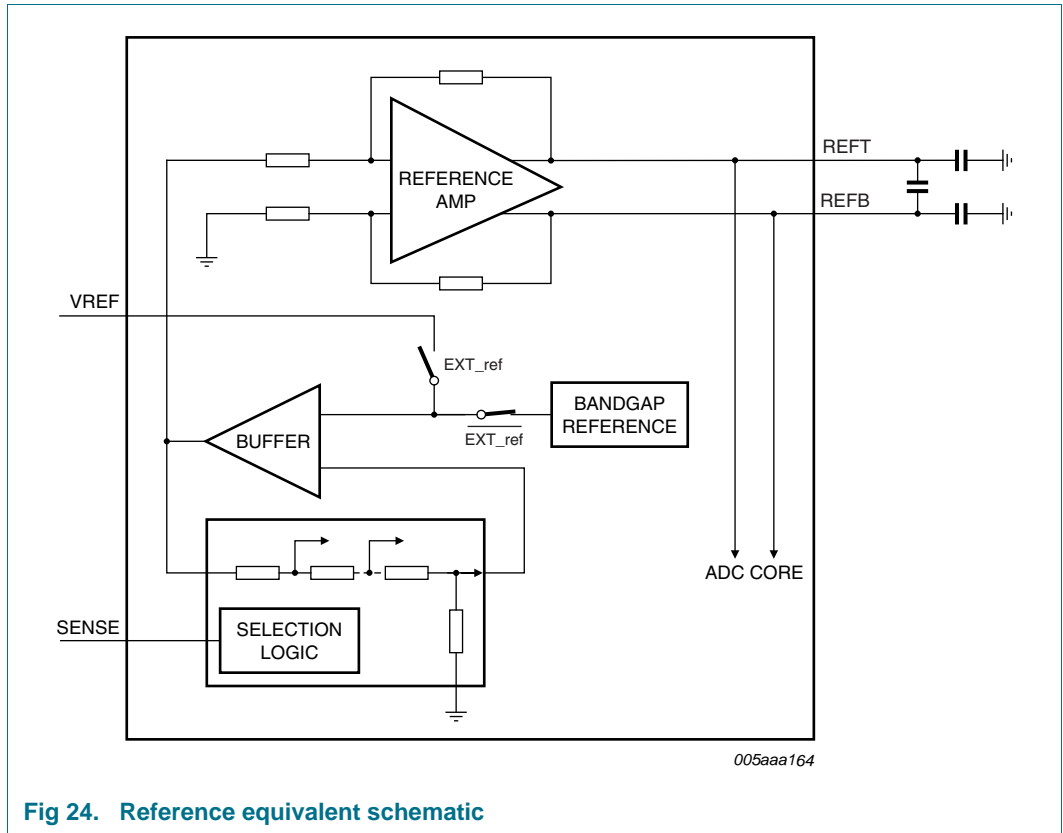 REFERENCE
AMP
REFT
REFB
VREF
EXT_ref
EXT_ref
BANDGAP
REFERENCE
BUFFER
ADC CORE
SENSE
SELECTION
LOGIC
005aaa164
Fig 24. Reference equivalent schematic